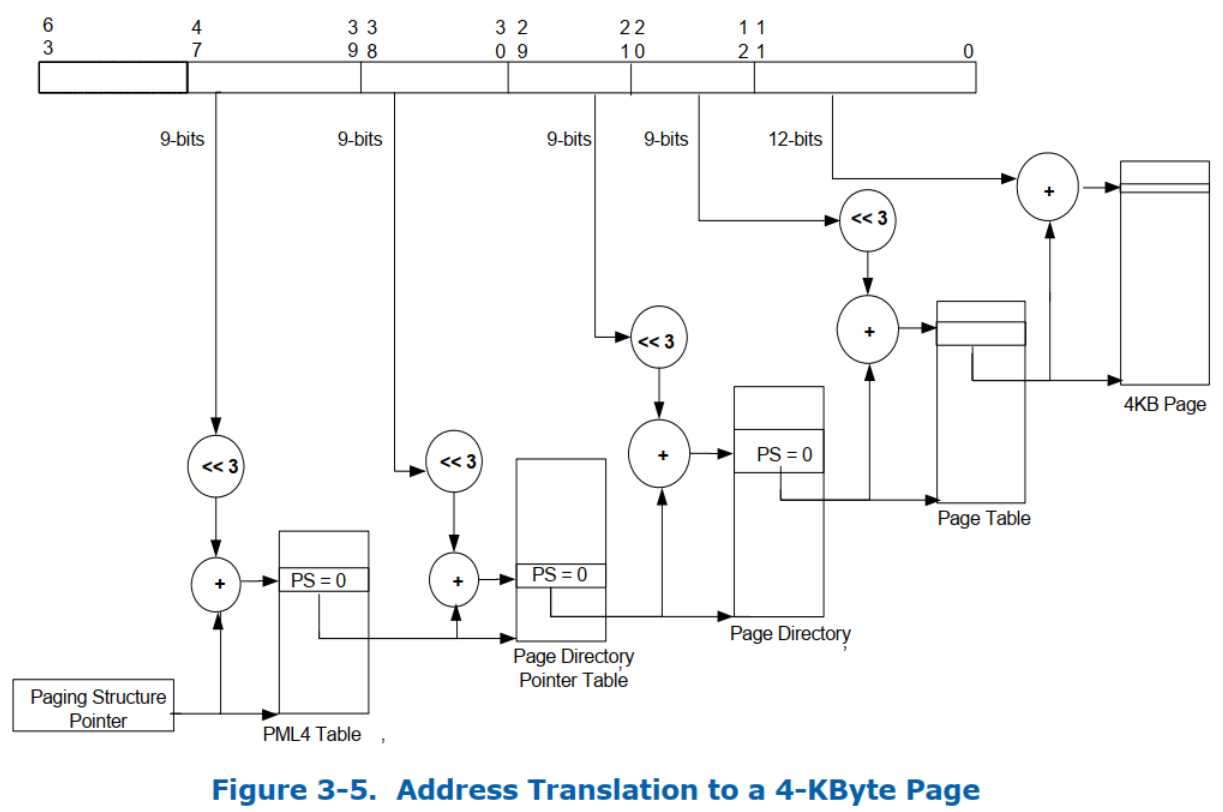 6 4 3 3 3 2 2 2 1 1
3 7 9 8 0 9 1 0 2 1 0
9-bits 9-bits 9-bits 9-bits 12-bits
+
<< 3
<< 3
+
4KB Page
<< 3 << 3
+ PS = 0
Page Table
+ PS = 0 + PS = 0
Page Directory,
Page Directory,
Pointer Table
Paging Structure
Pointer
PML4 Table ,
Figure 3-5. Address Translation to a 4-KByte Page